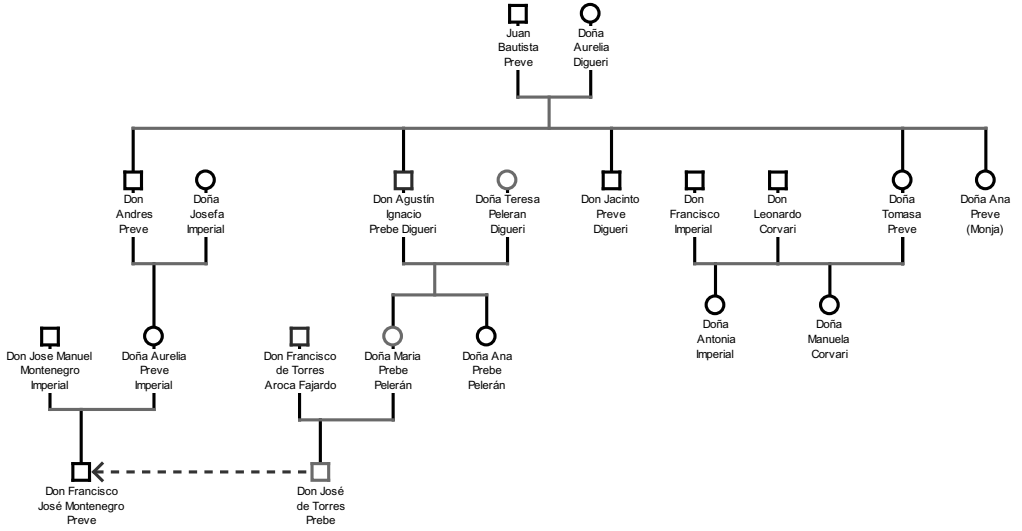 Juan
Bautista
Preve
Doña
Aurelia
Digueri
Don
Andres
Preve
Doña
Josefa
Imperial
Don Agustín
Ignacio
Prebe Digueri
Doña Teresa
Peleran
Digueri
Don Jacinto
Preve
Digueri
Don
Francisco
Imperial
Don
Leonardo
Corvari
Doña
Tomasa
Preve
Doña Ana
Preve
(Monja)
Doña
Antonia
Imperial
Doña
Manuela
Corvari
Don Jose Manuel
Montenegro
Imperial
Doña Aurelia
Preve
Imperial
Don Francisco
de Torres
Aroca Fajardo
Doña Maria
Prebe
Pelerán
Doña Ana
Prebe
Pelerán
Don Francisco
José Montenegro
Preve
Don José
de Torres
Prebe